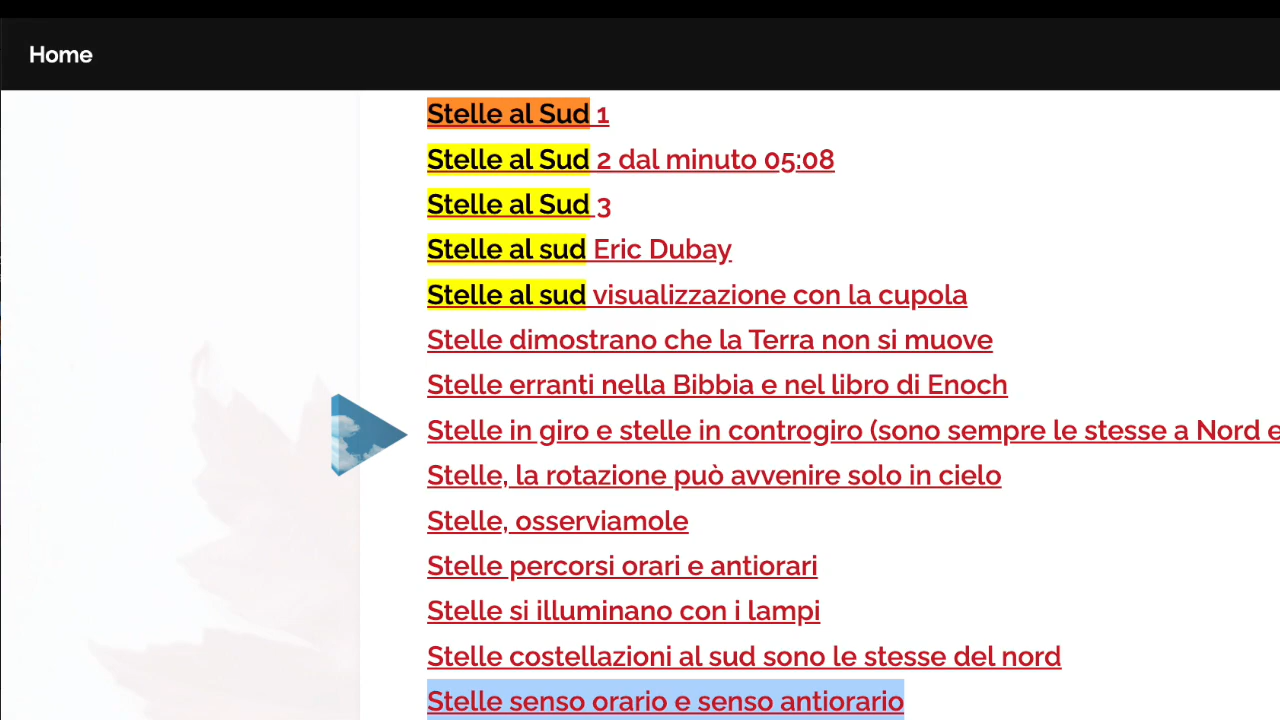 Home
Stelle al Sud 1
Stelle al Sud 2 dal minuto 05:08
Stelle al Sud 3
Stelle al sud Eric Dubay
Stelle al sud visualizzazione con la cupola
Stelle dimostrano che la Terra non si muove
Stelle erranti nella Bibbia e nel libro di Enoch
Stelle in giro e stelle in controgiro (sono sempre le stesse a Nord e
Stelle, la rotazione può avvenire solo in cielo
Stelle, osserviamole
Stelle percorsi orari e antiorari
Stelle si illuminano con i lampi
Stelle costellazioni al sud sono le stesse del nord
Stelle senso orario e senso antiorario